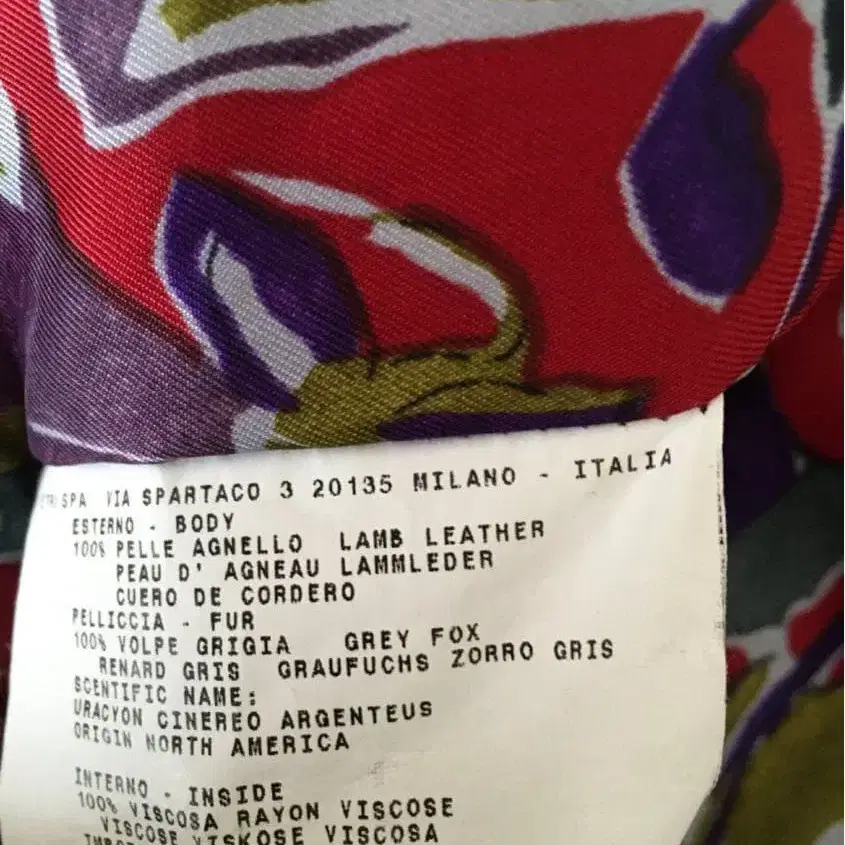 SPA VIA SPARTACO 3 20135 MILANO - ITALIA
ESTERNO - BODY
100% PELLE AGNELLO LAMB LEATHER
PEAU D' AGNEAU LAMMLEDER
CUERO DE CORDERO
PELLICCIA - FUR
100% VOLPE GRIGIA GREY FOX
RENARD GRIS GRAUFUCHS ZORRO GRIS
SCENTIFIC NAME:
URACYON CINEREO ARGENTEUS
ORIGIN NORTH AMERICA
INTERNO - INSIDE
100% VISCOSA RAYON VISCOSE
VISCOSE VISKOSE VISCOSA